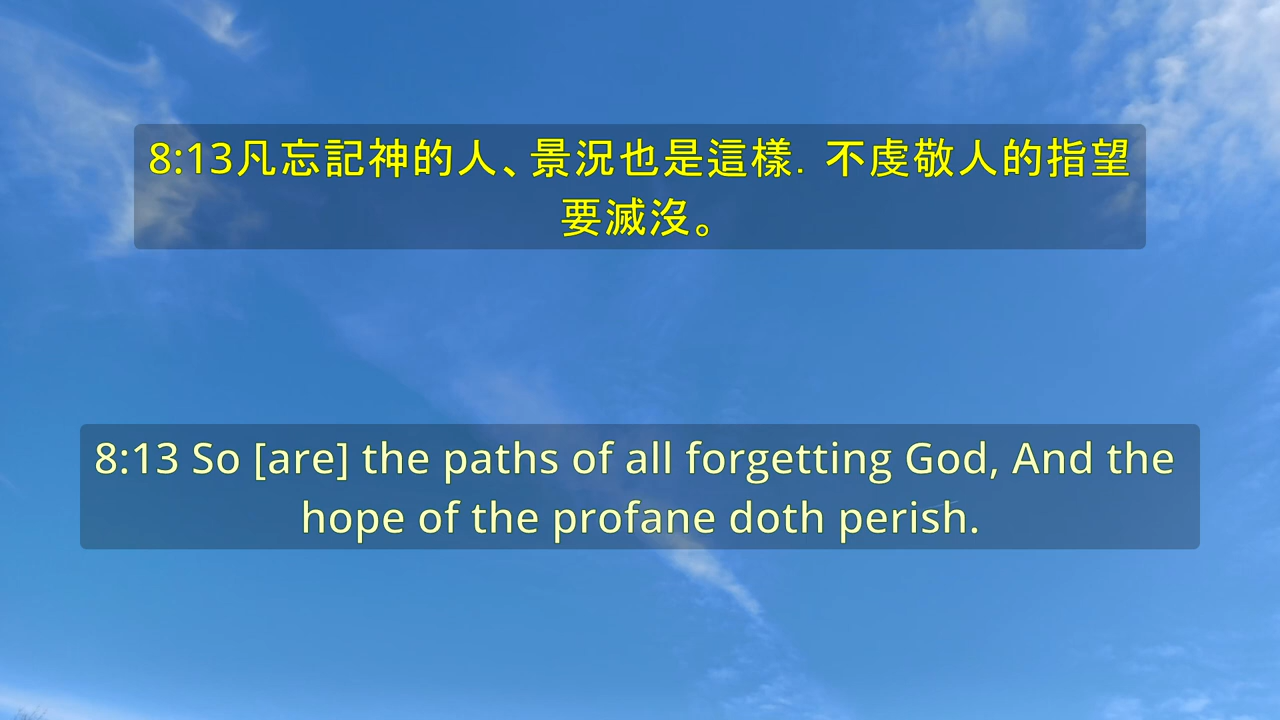 8:13凡忘記神的人、景況也是這樣. 不虔敬人的指望
要滅沒。
8:13 So [are] the paths of all forgetting God, And the
hope of the profane doth perish.